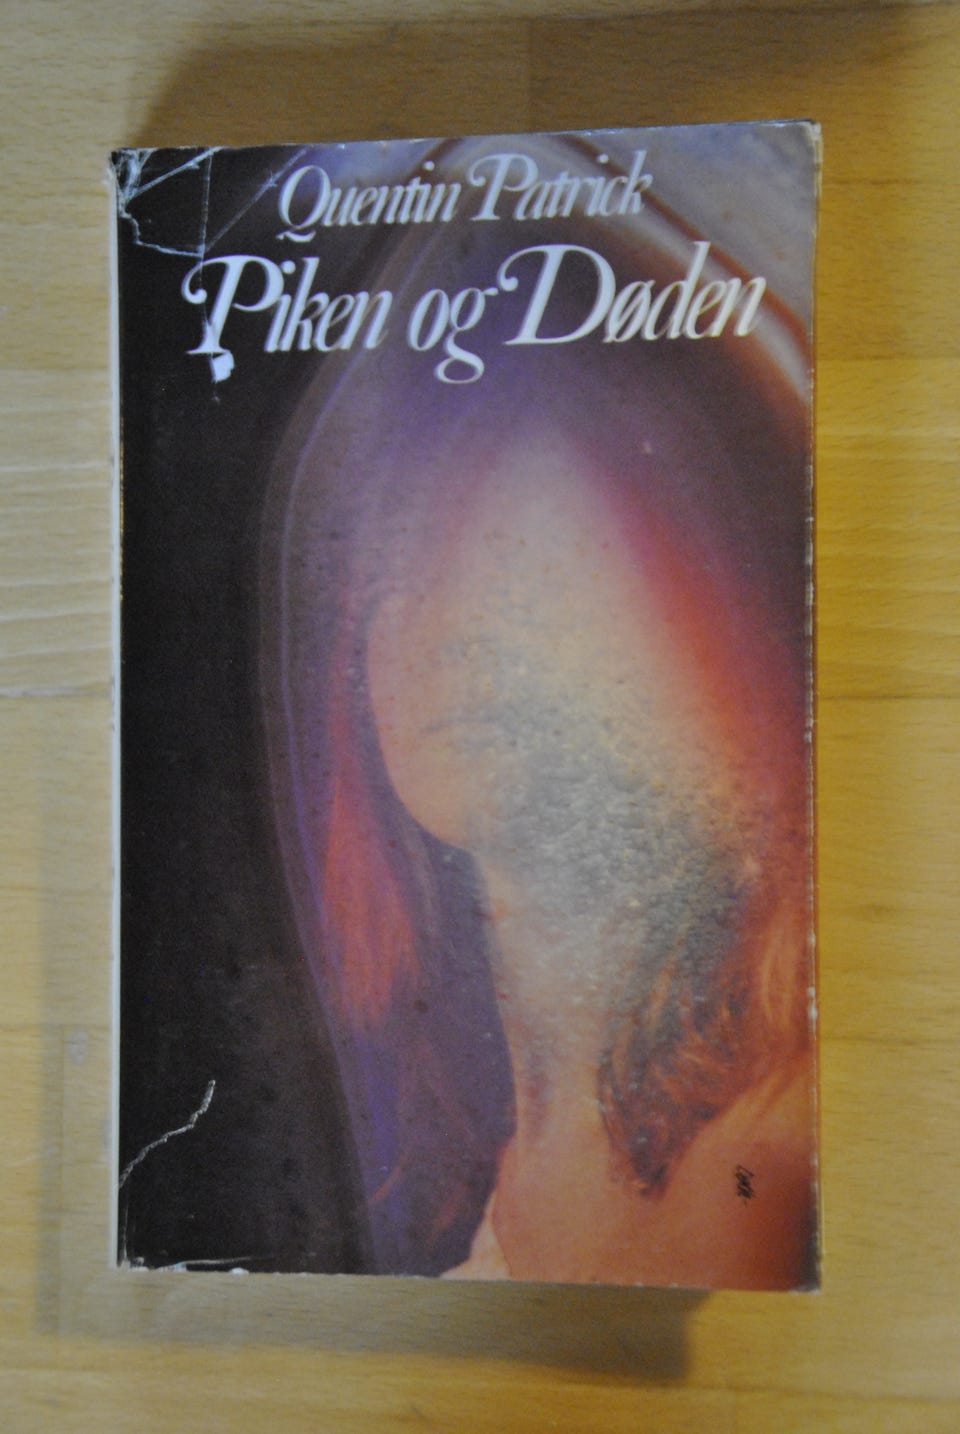 Quentin Patrick
Piken og Døden